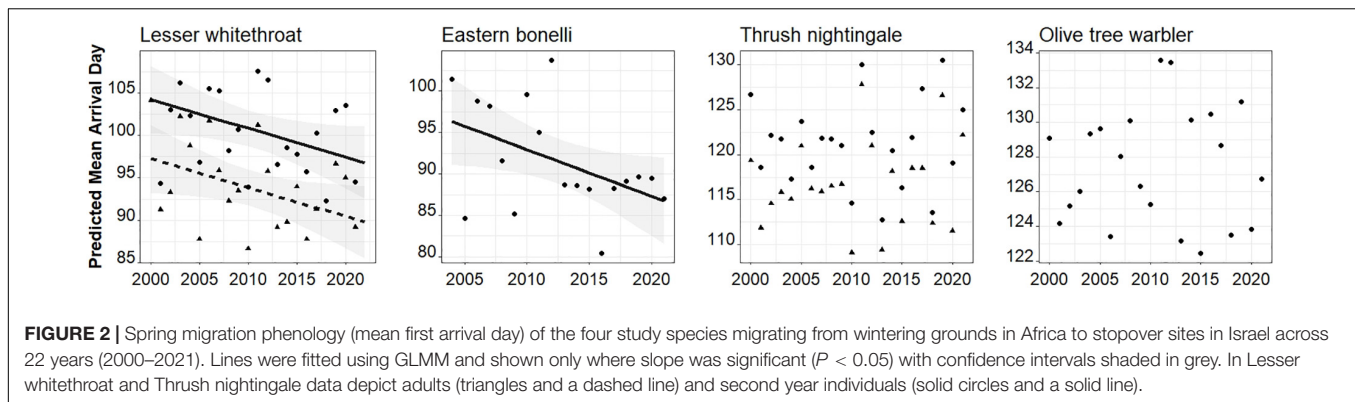 Lesser whitethroat
Eastern bonelli
Thrush nightingale
Olive tree warbler
Predicted Mean Arrival Day
105
100
95
90
85
2000 2005 2010 2015 2020
100
95
90
85
80
2005 2010 2015 2020
130
125
120
115
110
2000 2005 2010 2015 2020
134
132
130
128
126
124
122
2000 2005 2010 2015 2020
FIGURE 2 | Spring migration phenology (mean first arrival day) of the four study species migrating from wintering grounds in Africa to stopover sites in Israel across
22 years (2000–2021). Lines were fitted using GLMM and shown only where slope was significant (P < 0.05) with confidence intervals shaded in grey. In Lesser
whitethroat and Thrush nightingale data depict adults (triangles and a dashed line) and second year individuals (solid circles and a solid line).